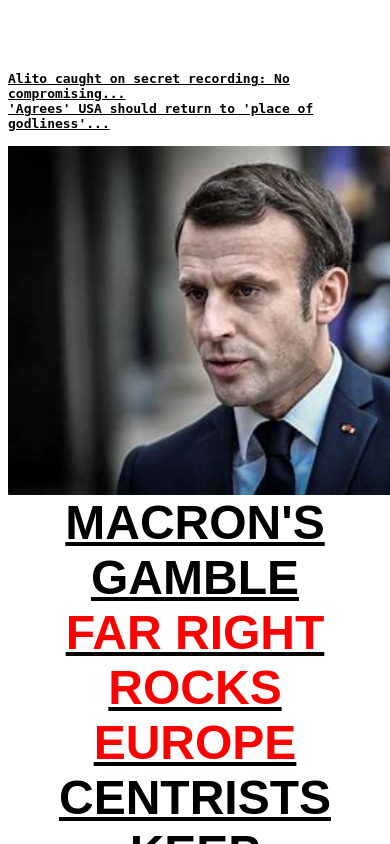 Alito caught on secret recording: No
compromising...
'Agrees' USA should return to 'place of
godliness'...
MACRON'S
GAMBLE
FAR RIGHT
ROCKS
EUROPE
CENTRISTS
KEEP